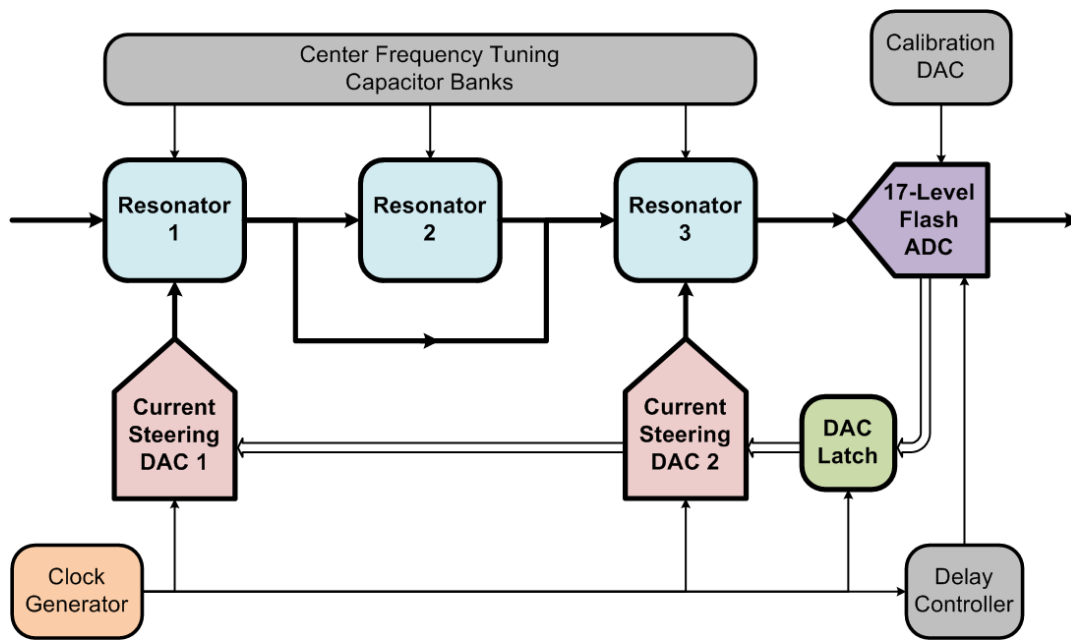 Center Frequency Tuning
Capacitor Banks
Calibration
DAC
Resonator
1
Resonator
2
Resonator
3
17-Level
Flash
ADC
Current
Steering
DAC 1
Current
Steering
DAC 2
DAC
Latch
Clock
Generator
Delay
Controller